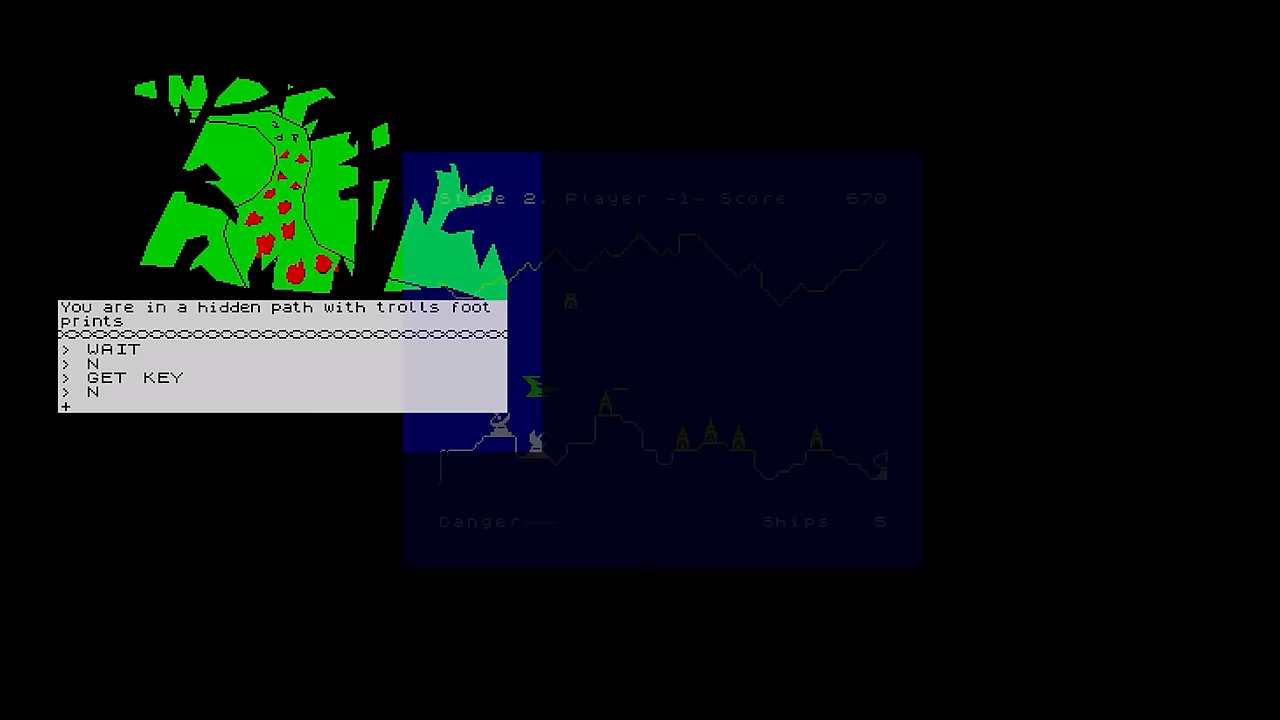 N
Stage 2. Player -1- Score 670
You are in a hidden path with trolls foot
prints
> WAIT
> N
> GET KEY
> N
+
Danger
Ships 5